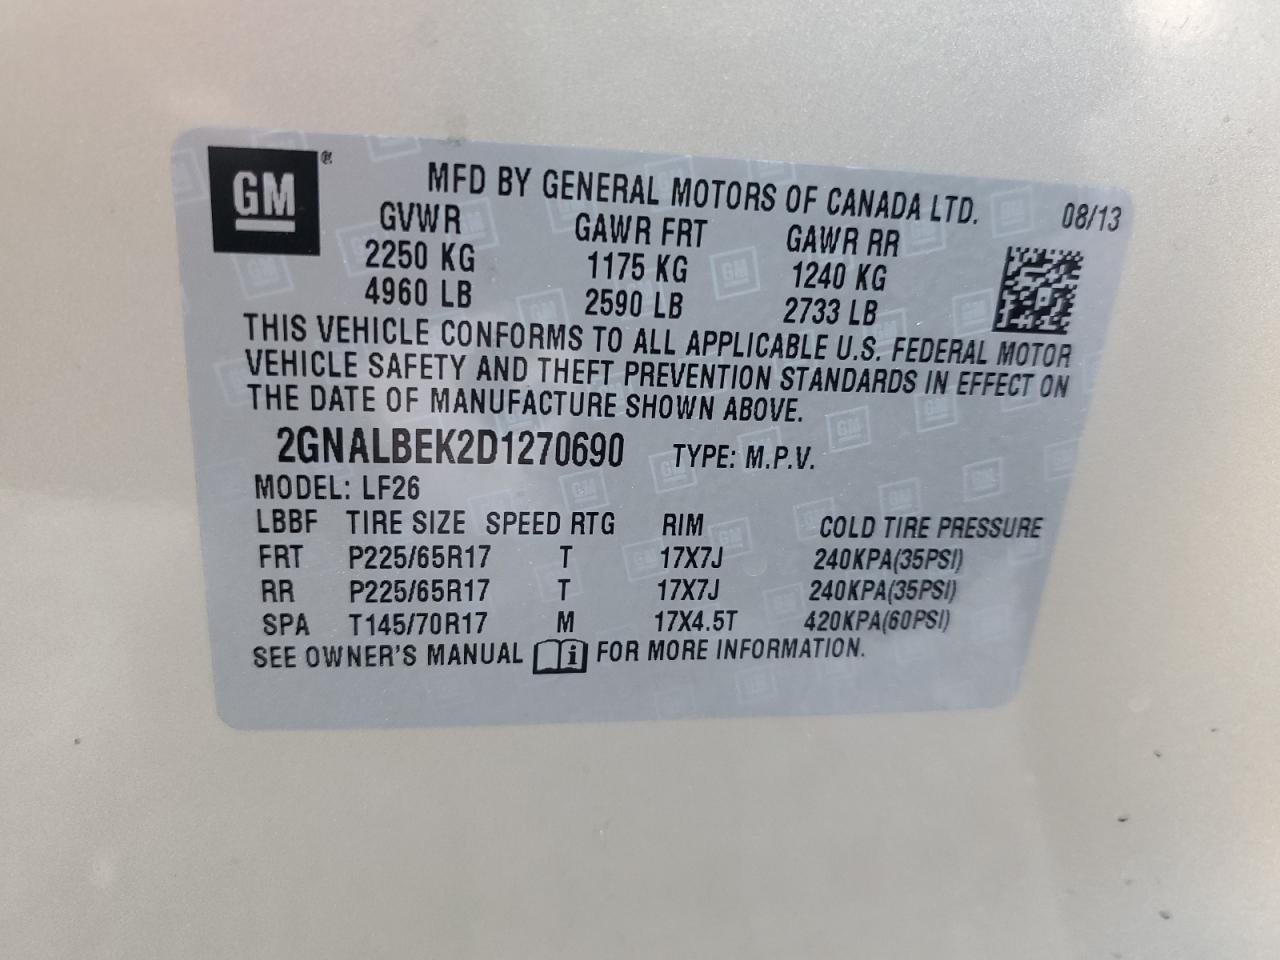 GM®
MFD BY GENERAL MOTORS OF CANADA LTD. 08/13
GVWR GAWR FRT GAWR RR
2250 KG 1175 KG 1240 KG
4960 LB 2590 LB 2733 LB
THIS VEHICLE CONFORMS TO ALL APPLICABLE U.S. FEDERAL MOTOR
VEHICLE SAFETY AND THEFT PREVENTION STANDARDS IN EFFECT ON
THE DATE OF MANUFACTURE SHOWN ABOVE.
2GNALBEK2D1270690 TYPE: M.P.V.
MODEL: LF26
LBBF TIRE SIZE SPEED RTG RIM COLD TIRE PRESSURE
FRT P225/65R17 T 17X7J 240KPA(35PSI)
RR P225/65R17 T 17X7J 240KPA(35PSI)
SPA T145/70R17 M 17X4.5T 420KPA(60PSI)
SEE OWNER'S MANUAL i FOR MORE INFORMATION.